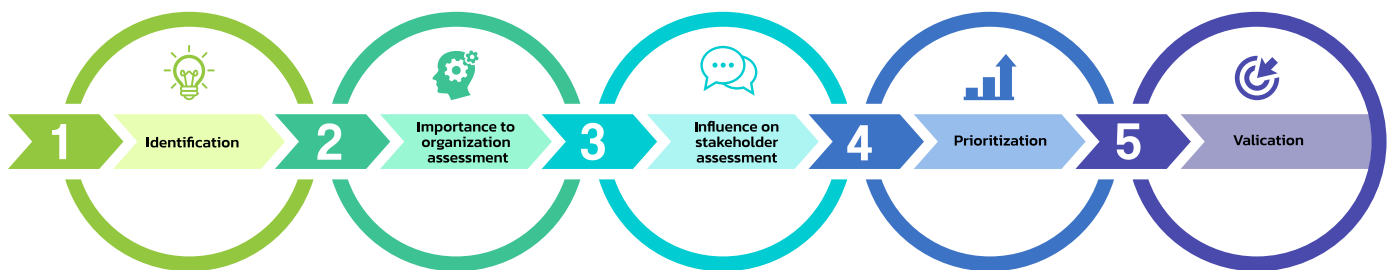 1
Identification
2
Importance to
organization
assessment
3
Influence on
stakeholder
assessment
4
Prioritization
5
Valication